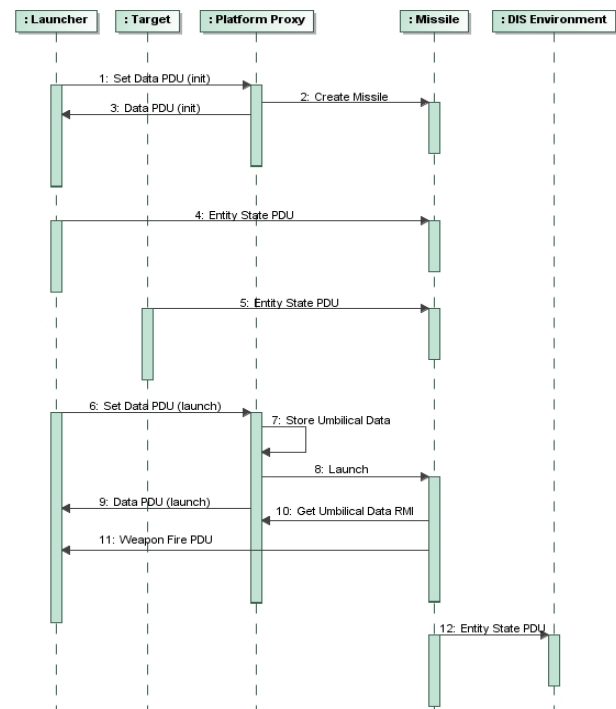 : Launcher
: Target
: Platform Proxy
: Missile
: DIS Environment
1: Set Data PDU (init)
2: Create Missile
3: Data PDU (init)
4: Entity State PDU
5: Entity State PDU
6: Set Data PDU (launch)
7: Store Umbilical Data
8: Launch
9: Data PDU (launch)
10: Get Umbilical Data RMI
11: Weapon Fire PDU
12: Entity State PDU